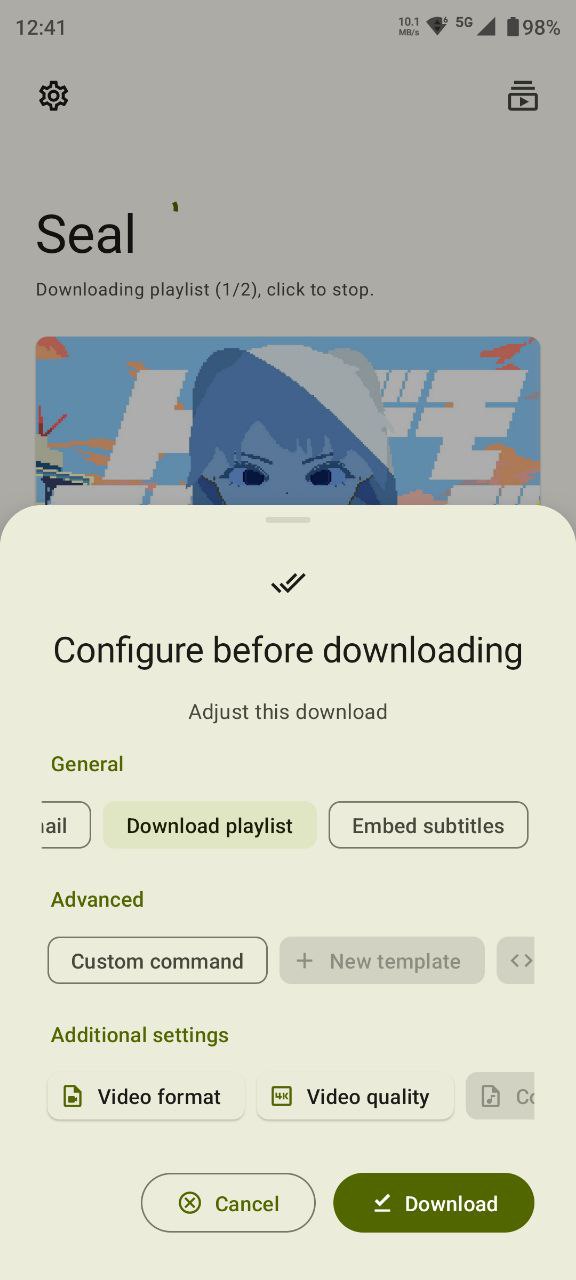 12:41
10.1
MB/s
6
5G
98%
Seal
Downloading playlist (1/2), click to stop.
Configure before downloading
Adjust this download
General
ail
Download playlist
Embed subtitles
Advanced
Custom command
+ New template
<>
Additional settings
Video format
4K
Video quality
Co
Cancel
Download